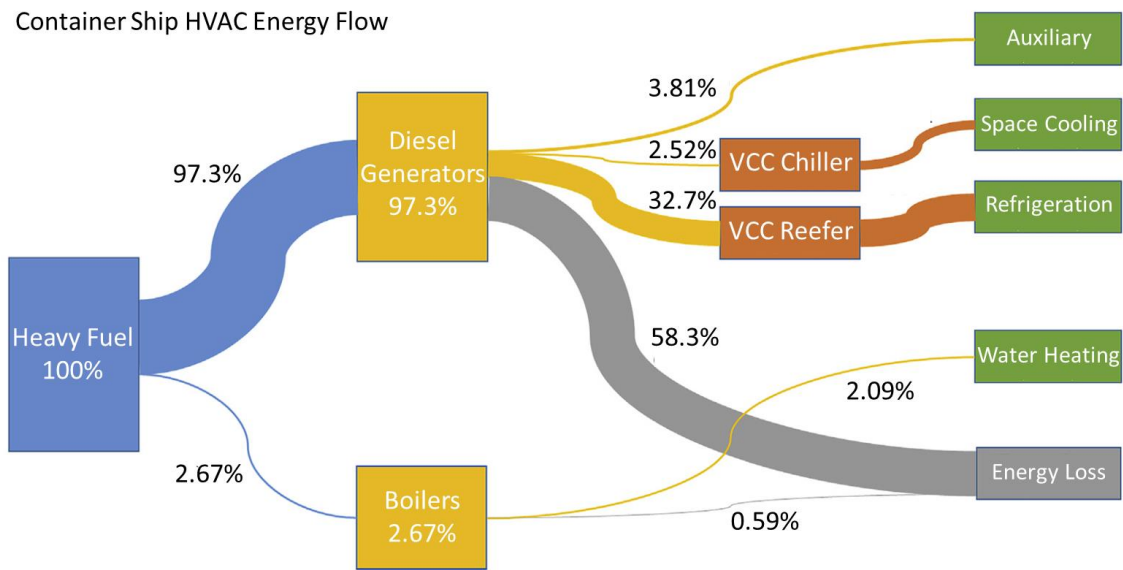 Container Ship HVAC Energy Flow
Auxiliary
3.81%
Diesel
Generators
97.3%
97.3%
2.52%
VCC Chiller
Space Cooling
32.7%
VCC Reefer
Refrigeration
Heavy Fuel
100%
58.3%
Water Heating
2.09%
2.67%
Boilers
2.67%
0.59%
Energy Loss